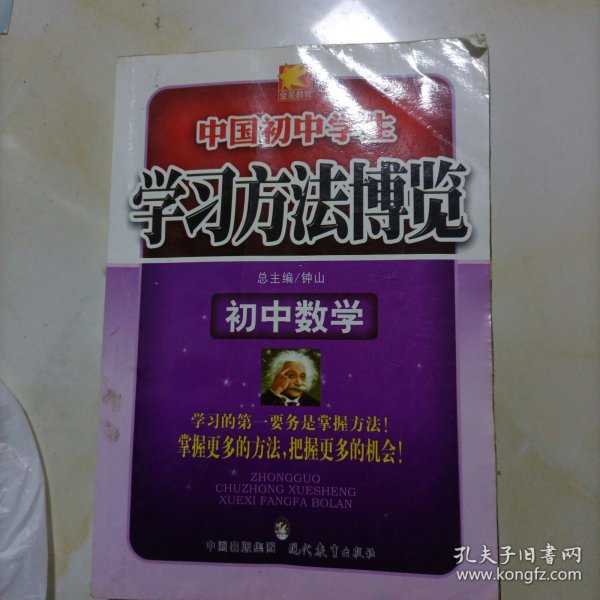 金星教育
中国初中学生
学习方法博览
总主编/钟山
初中数学
学习的第一要务是掌握方法!
掌握更多的方法,把握更多的机会!
ZHONGGUO
CHUZHONG XUESHENG
XUEXI FANGFA BOLAN
中国出版集团 现代教育出版社
孔夫子旧书网
www.kongfz.com